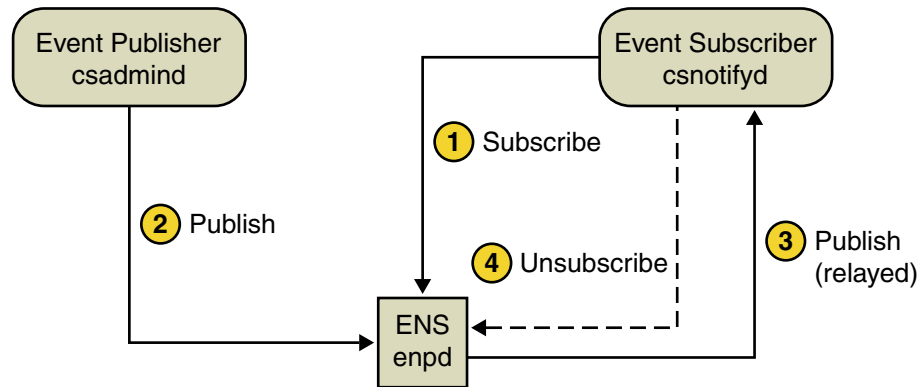 Event Publisher
csadmind
Event Subscriber
csnotifyd
1 Subscribe
2 Publish
3 Publish
(relayed)
4 Unsubscribe
ENS
enpd